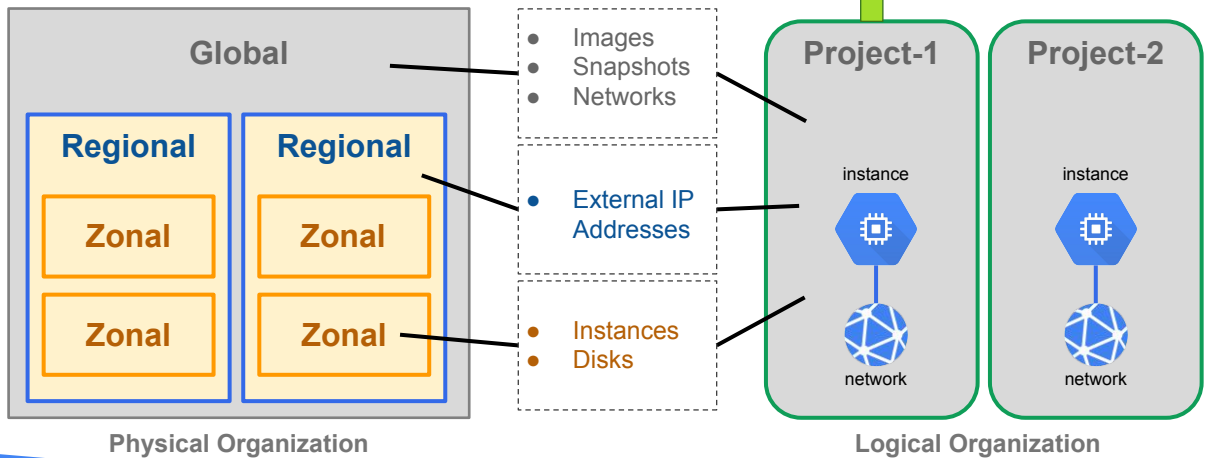 Global
Regional
Regional
Zonal
Zonal
Zonal
Zonal
Physical Organization
● Images
● Snapshots
● Networks
● External IP
Addresses
● Instances
● Disks
Project-1
Project-2
instance
instance
network
network
Logical Organization